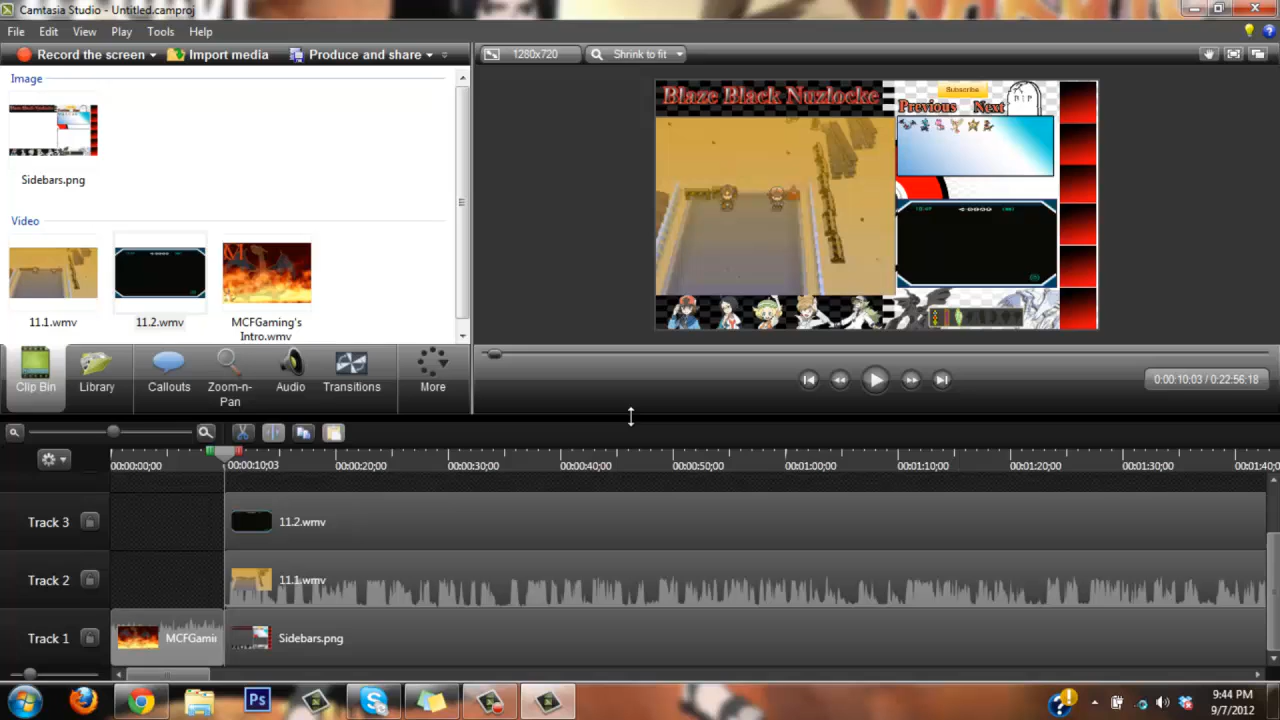 Camtasia Studio - Untitled.camproj
File Edit View Play Tools Help
Record the screen Import media Produce and share
1280x720 Shrink to fit
Image
Sidebars.png
Video
11.1.wmv 11.2.wmv MCFGaming's Intro.wmv
Blaze Black Nuzlocke
Subscribe
Previous Next
RIP
Clip Bin Library Callouts Zoom-n-Pan Audio Transitions More
0:00:10;03 / 0:22:56;18
00:00:00;00 00:00:10;03 00:00:20;00 00:00:30;00 00:00:40;00 00:00:50;00 00:01:00;00 00:01:10;00 00:01:20;00 00:01:30;00 00:01:40;0
Track 3 11.2.wmv
Track 2 11.1.wmv
Track 1 MCFGami Sidebars.png
Ps
9:44 PM
9/7/2012